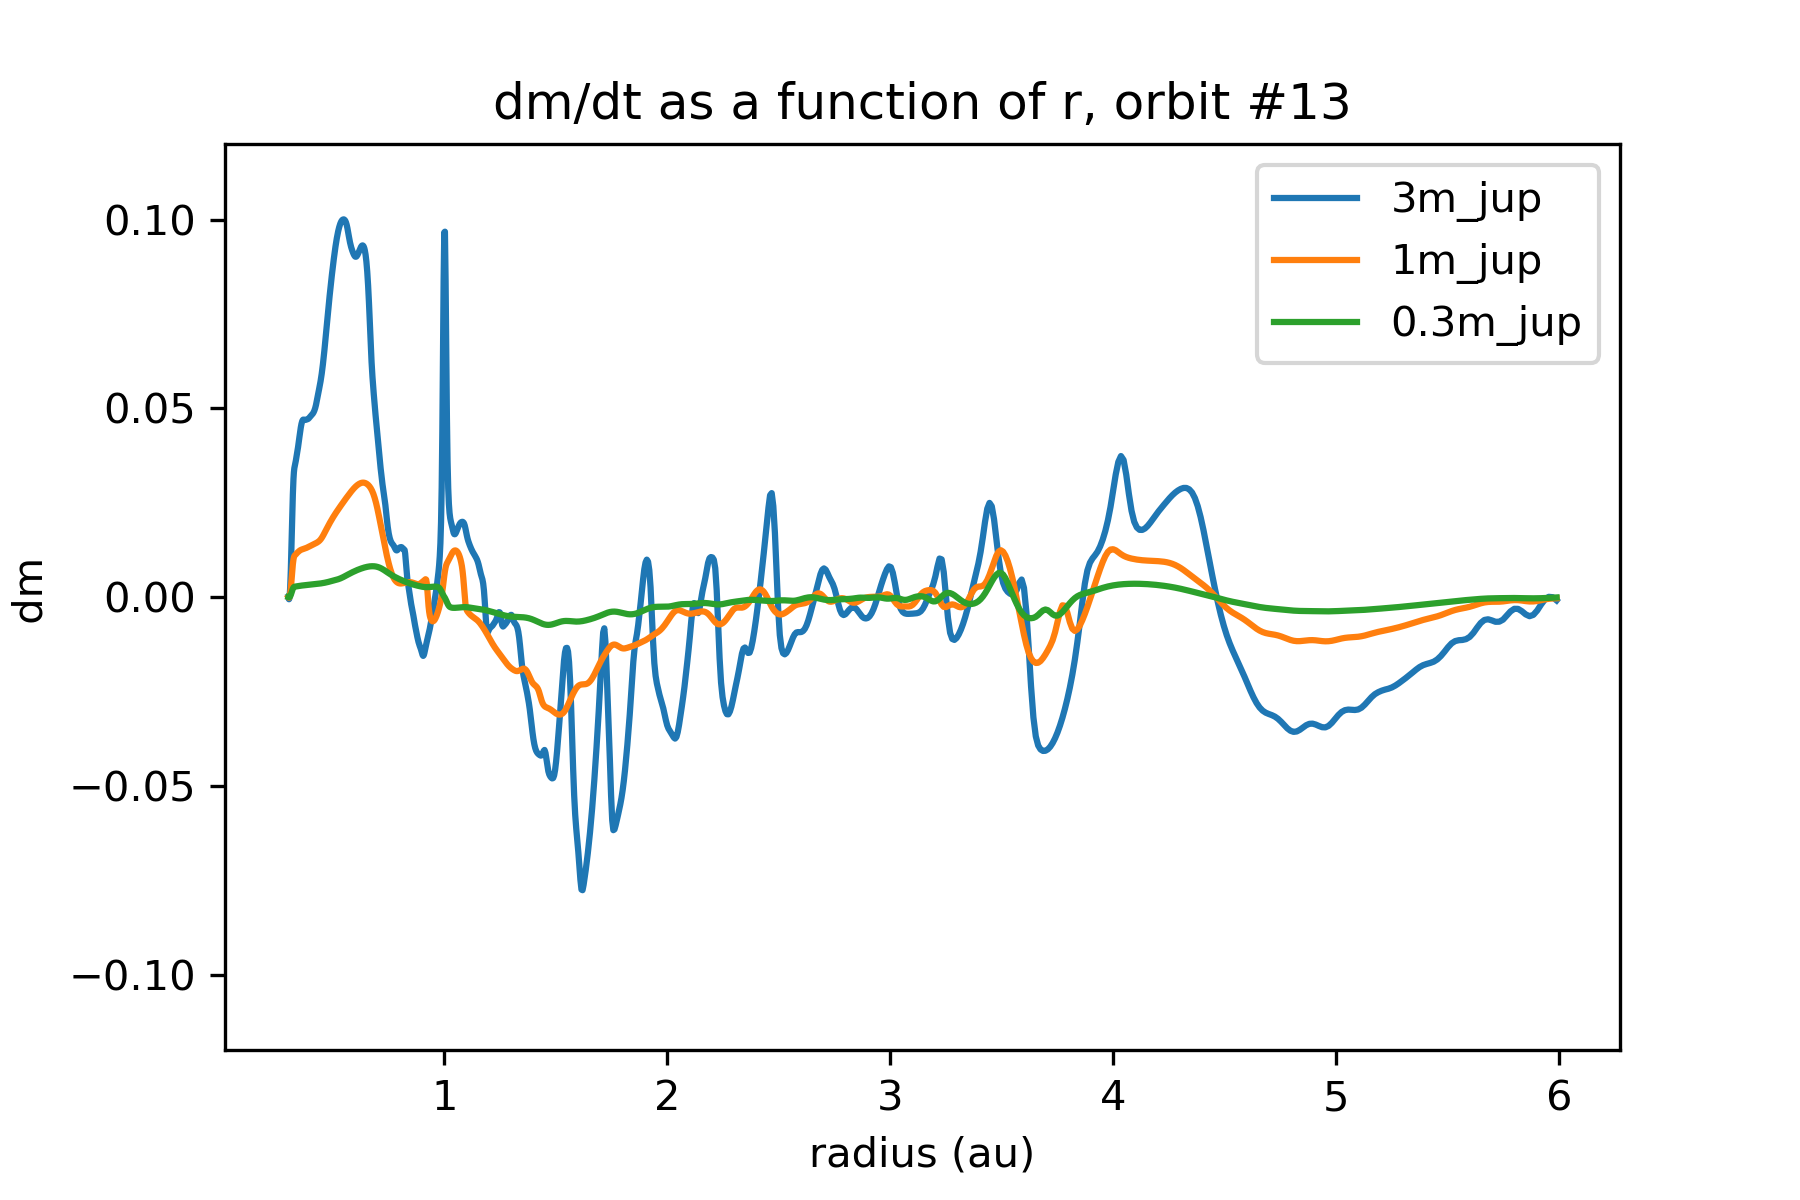 dm/dt as a function of r, orbit #13
3m_jup
1m_jup
0.3m_jup
0.10
0.05
0.00
−0.05
−0.10
dm
1 2 3 4 5 6
radius (au)